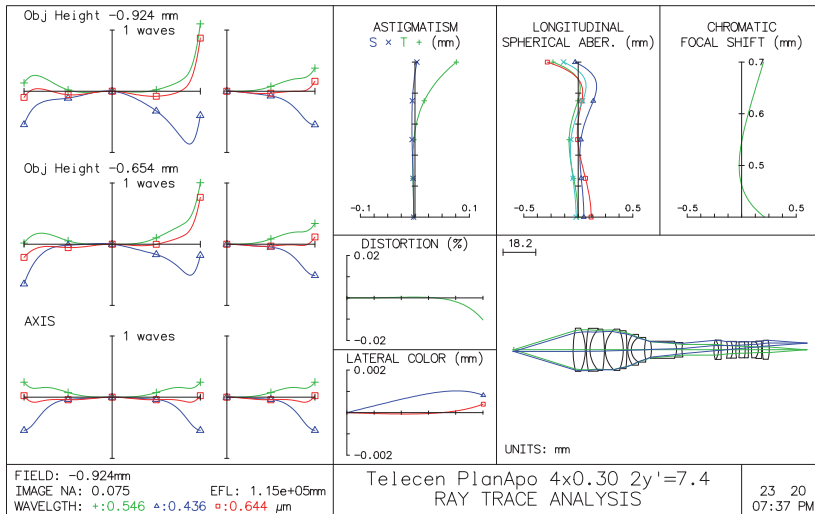 Obj Height -0.924 mm
1 waves
Obj Height -0.654 mm
1 waves
AXIS
1 waves
ASTIGMATISM
S × T + (mm)
-0.1 0.1
LONGITUDINAL
SPHERICAL ABER. (mm)
-0.5 0.5
CHROMATIC
FOCAL SHIFT (mm)
0.7
0.6
0.5
-0.5 0.5
DISTORTION (%)
0.02
-0.02
LATERAL COLOR (mm)
0.002
-0.002
18.2
UNITS: mm
FIELD: -0.924mm
IMAGE NA: 0.075 EFL: 1.15e+05mm
WAVELGTH: +:0.546 △:0.436 □:0.644 µm
Telecen PlanApo 4x0.30 2y'=7.4
RAY TRACE ANALYSIS
23 20
07:37 PM